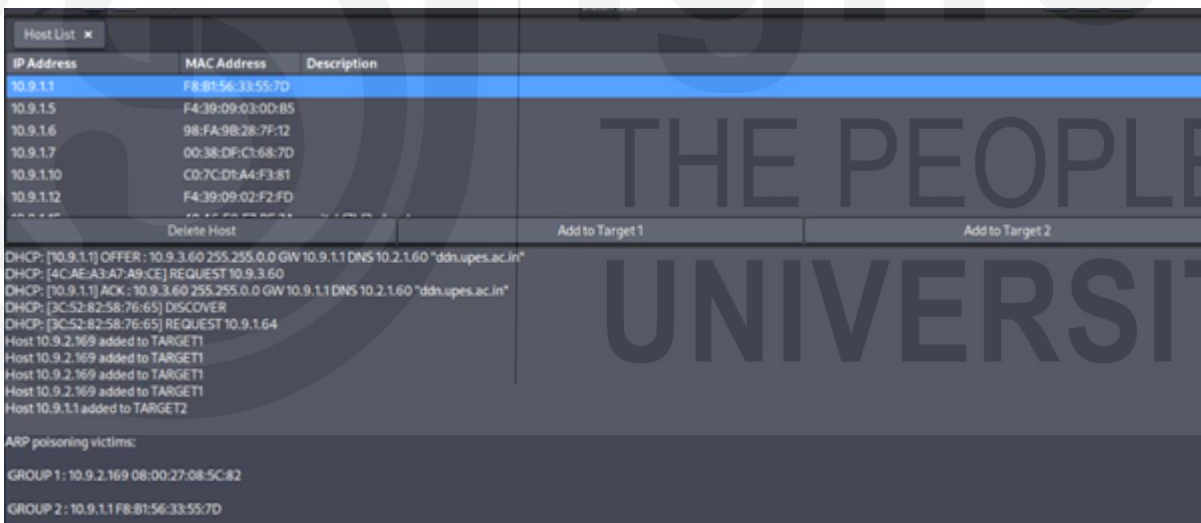 Host List ×
IP Address MAC Address Description
10.9.1.1 F8:B1:56:33:55:7D
10.9.1.5 F4:39:09:03:0D:B5
10.9.1.6 98:FA:9B:28:7F:12
10.9.1.7 00:38:DF:C1:68:7D
10.9.1.10 C0:7C:D1:A4:F3:81
10.9.1.12 F4:39:09:02:F2:FD
Delete Host Add to Target 1 Add to Target 2
DHCP: [10.9.1.1] OFFER : 10.9.3.60 255.255.0.0 GW 10.9.1.1 DNS 10.2.1.60 "ddn.upes.ac.in"
DHCP: [4C:AE:A3:A7:A9:CE] REQUEST 10.9.3.60
DHCP: [10.9.1.1] ACK : 10.9.3.60 255.255.0.0 GW 10.9.1.1 DNS 10.2.1.60 "ddn.upes.ac.in"
DHCP: [3C:52:82:58:76:65] DISCOVER
DHCP: [3C:52:82:58:76:65] REQUEST 10.9.1.64
Host 10.9.2.169 added to TARGET1
Host 10.9.2.169 added to TARGET1
Host 10.9.2.169 added to TARGET1
Host 10.9.2.169 added to TARGET1
Host 10.9.1.1 added to TARGET2
ARP poisoning victims:
GROUP 1 : 10.9.2.169 08:00:27:08:5C:82
GROUP 2 : 10.9.1.1 F8:B1:56:33:55:7D
THE PEOPLE
UNIVERSIT